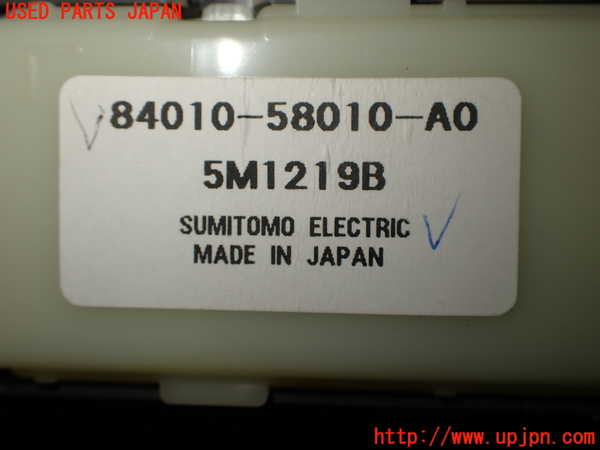 USED PARTS JAPAN
84010-58010-A0
5M1219B
SUMITOMO ELECTRIC
MADE IN JAPAN
http://www.upjpn.com/